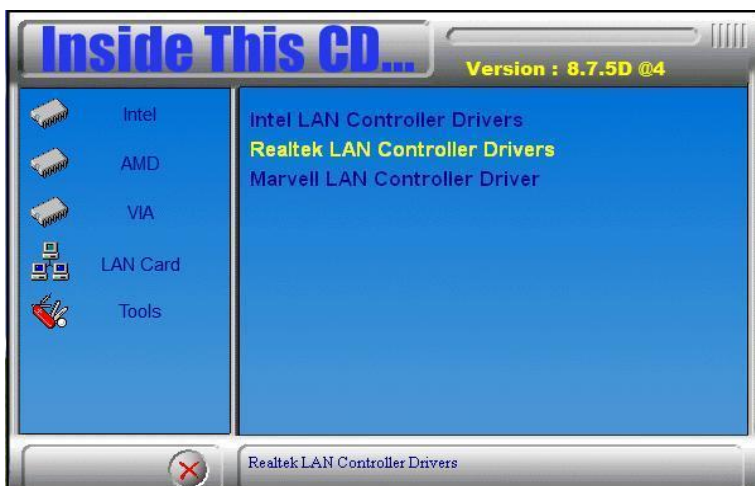 Inside This CD...
Version : 8.7.5D @4
Intel
AMD
VIA
LAN Card
Tools
Intel LAN Controller Drivers
Realtek LAN Controller Drivers
Marvell LAN Controller Driver
Realtek LAN Controller Drivers